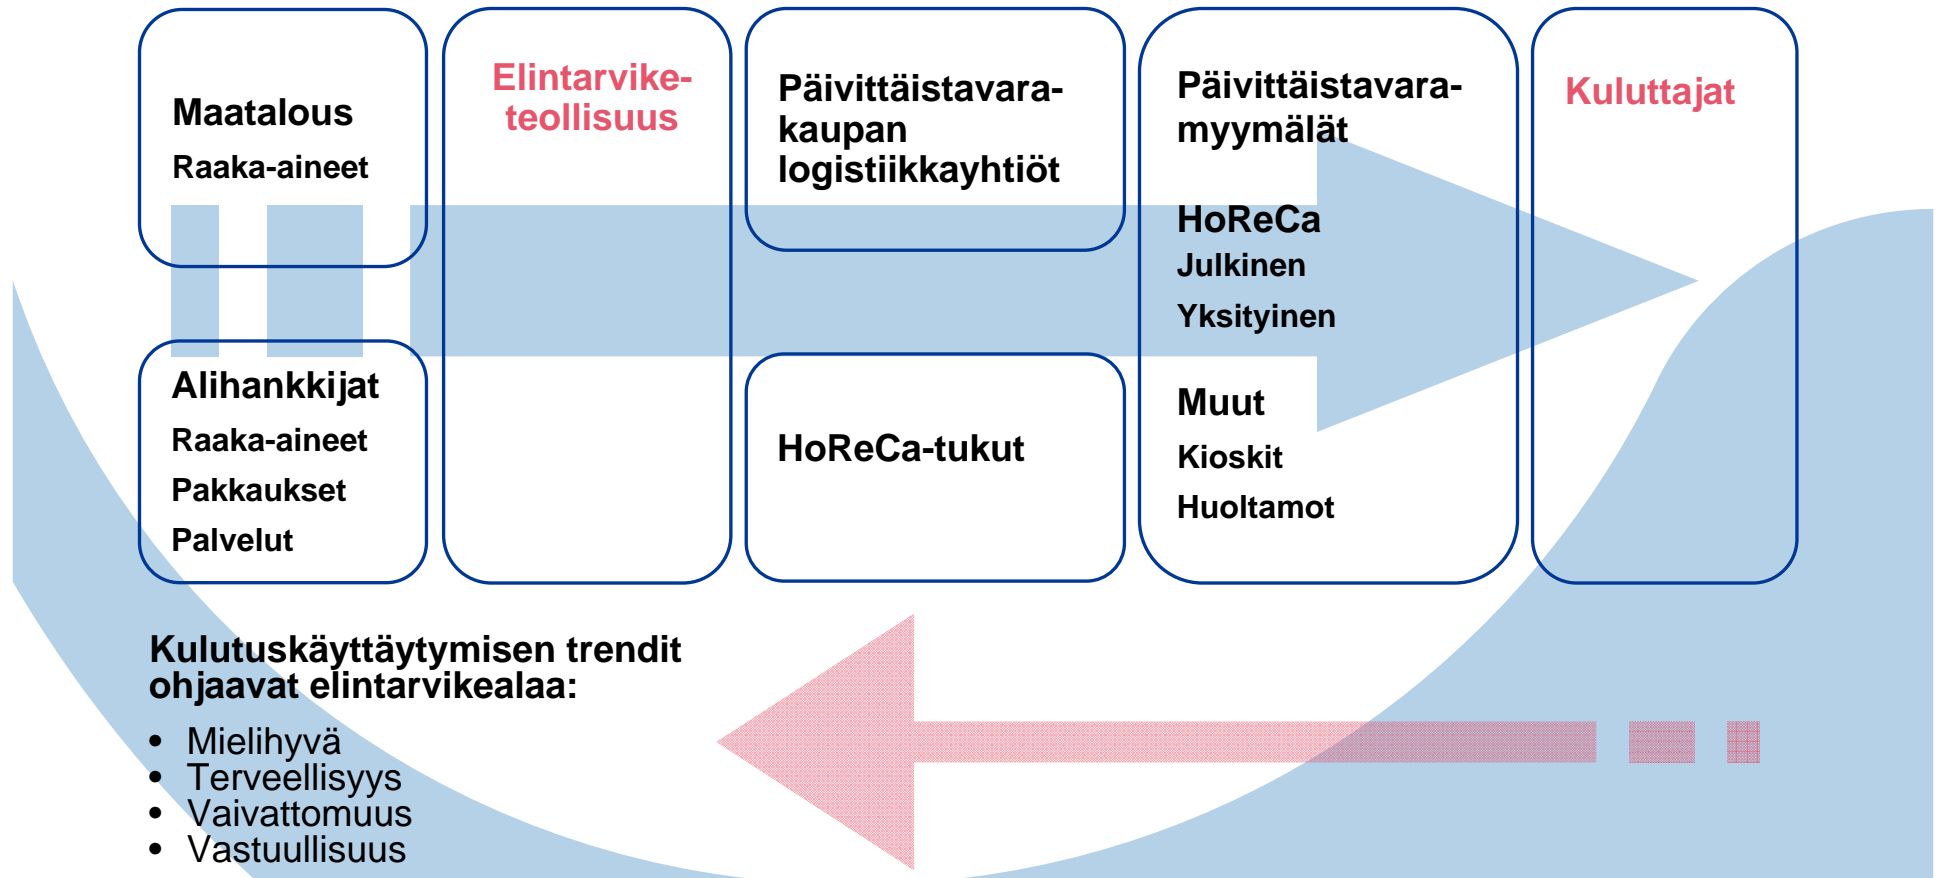 Maatalous
Raaka-aineet
Alihankkijat
Raaka-aineet
Pakkaukset
Palvelut
Elintarvike-
teollisuus
Päivittäistavara-
kaupan
logistiikkayhtiöt
HoReCa-tukut
Päivittäistavara-
myymälät
HoReCa
Julkinen
Yksityinen
Muut
Kioskit
Huoltamot
Kuluttajat
Kulutuskäyttäytymisen trendit
ohjaavat elintarvikealaa:
• Mielihyvä
• Terveellisyys
• Vaivattomuus
• Vastuullisuus